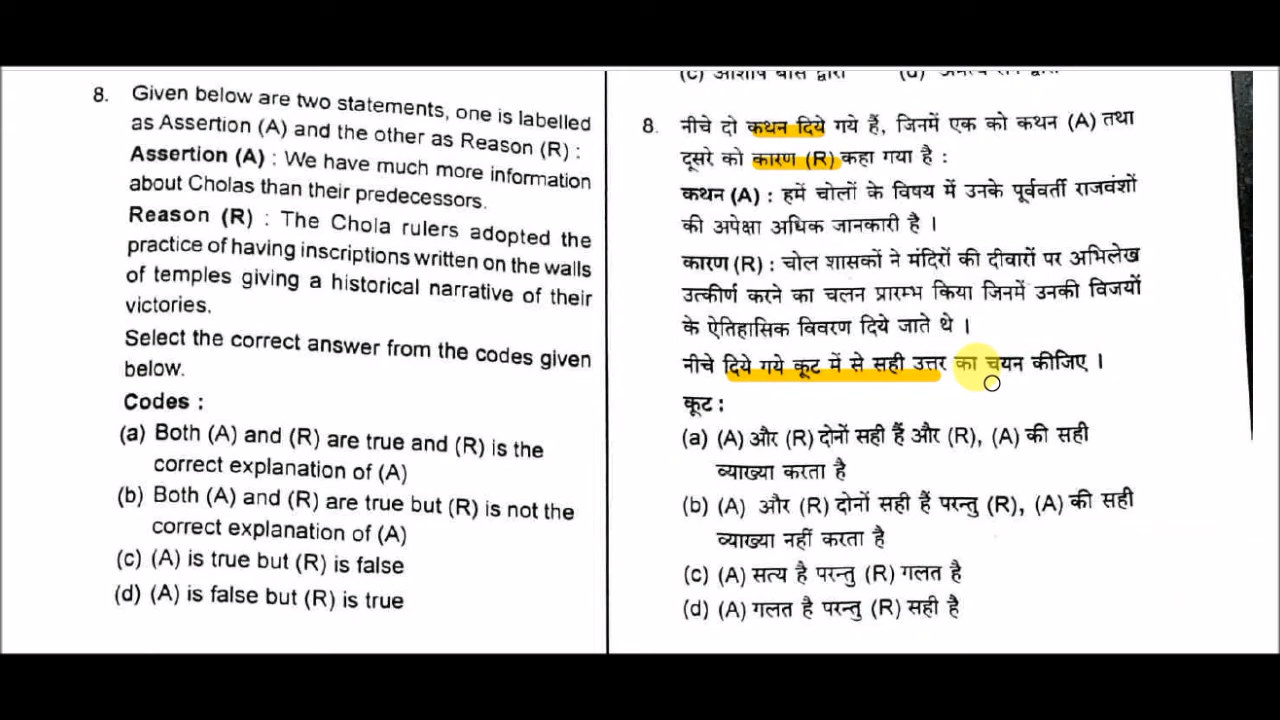 8. Given below are two statements, one is labelled
as Assertion (A) and the other as Reason (R) :
Assertion (A) : We have much more information
about Cholas than their predecessors.
Reason (R) : The Chola rulers adopted the
practice of having inscriptions written on the walls
of temples giving a historical narrative of their
victories.
Select the correct answer from the codes given
below.
Codes :
(a) Both (A) and (R) are true and (R) is the
correct explanation of (A)
(b) Both (A) and (R) are true but (R) is not the
correct explanation of (A)
(c) (A) is true but (R) is false
(d) (A) is false but (R) is true
(c) आशीष बोस द्वारा (d)
8. नीचे दो कथन दिये गये हैं, जिनमें एक को कथन (A) तथा
दूसरे को कारण (R) कहा गया है :
कथन (A) : हमें चोलों के विषय में उनके पूर्ववर्ती राजवंशों
की अपेक्षा अधिक जानकारी है ।
कारण (R) : चोल शासकों ने मंदिरों की दीवारों पर अभिलेख
उत्कीर्ण करने का चलन प्रारम्भ किया जिनमें उनकी विजयों
के ऐतिहासिक विवरण दिये जाते थे ।
नीचे दिये गये कूट में से सही उत्तर का चयन कीजिए ।
कूट :
(a) (A) और (R) दोनों सही हैं और (R), (A) की सही
व्याख्या करता है
(b) (A) और (R) दोनों सही हैं परन्तु (R), (A) की सही
व्याख्या नहीं करता है
(c) (A) सत्य है परन्तु (R) गलत है
(d) (A) गलत है परन्तु (R) सही है